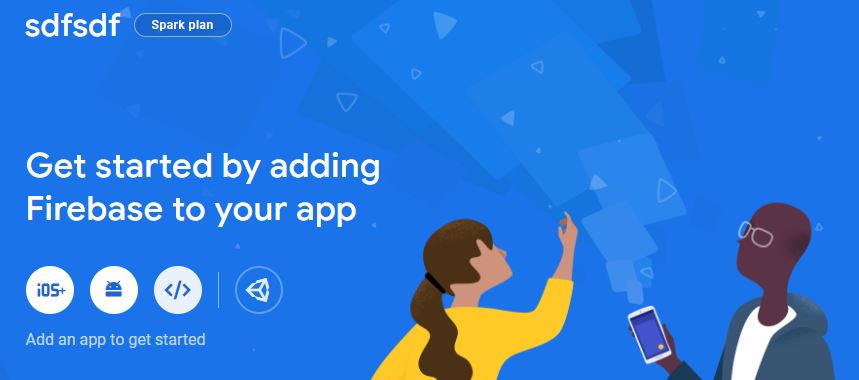 sdfsdf
Spark plan
Get started by adding
Firebase to your app
iOS+
</>
Add an app to get started